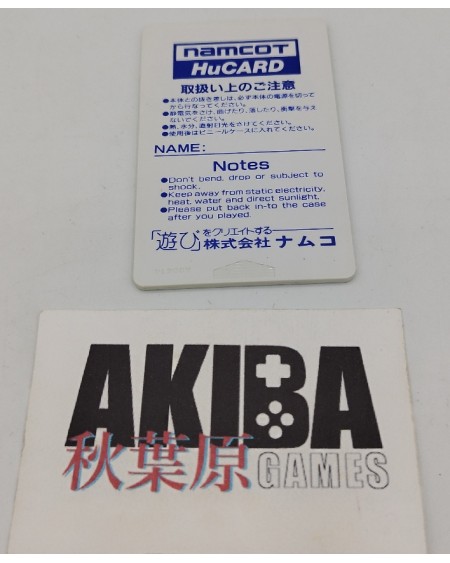 namcoT
HuCARD
取扱い上のご注意
●本体との抜き差しは、必ず本体の電源を切って
から行なってください。
●静電気をさけ、曲げたり、落したり、衝撃を与え
ないでください。
●熱、水分、直射日光をさけてください。
●使用後はビニールケースに入れてください。
NAME:
Notes
●Don't bend, drop or subject to
shock.
●Keep away from static electricity,
heat, water and direct sunlight.
●Please put back in-to the case
after you played.
「遊び」をクリエイトする
株式会社ナムコ
AKIBA
秋葉原GAMES